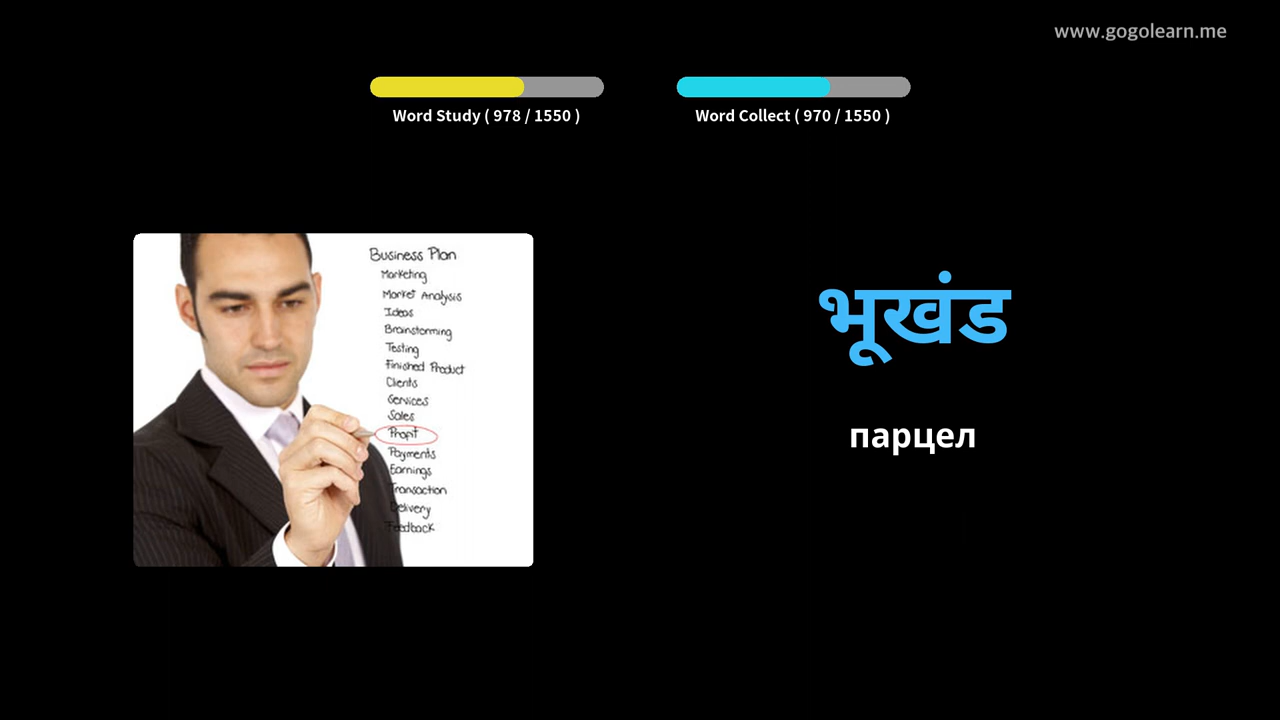 www.gogolearn.me
Word Study ( 978 / 1550 )
Word Collect ( 970 / 1550 )
Business Plan
Marketing
Market Analysis
Ideas
Brainstorming
Testing
Finished Product
Clients
Services
Sales
Profit
Payments
Earnings
Transaction
Delivery
Feedback
भूखंड
парцел